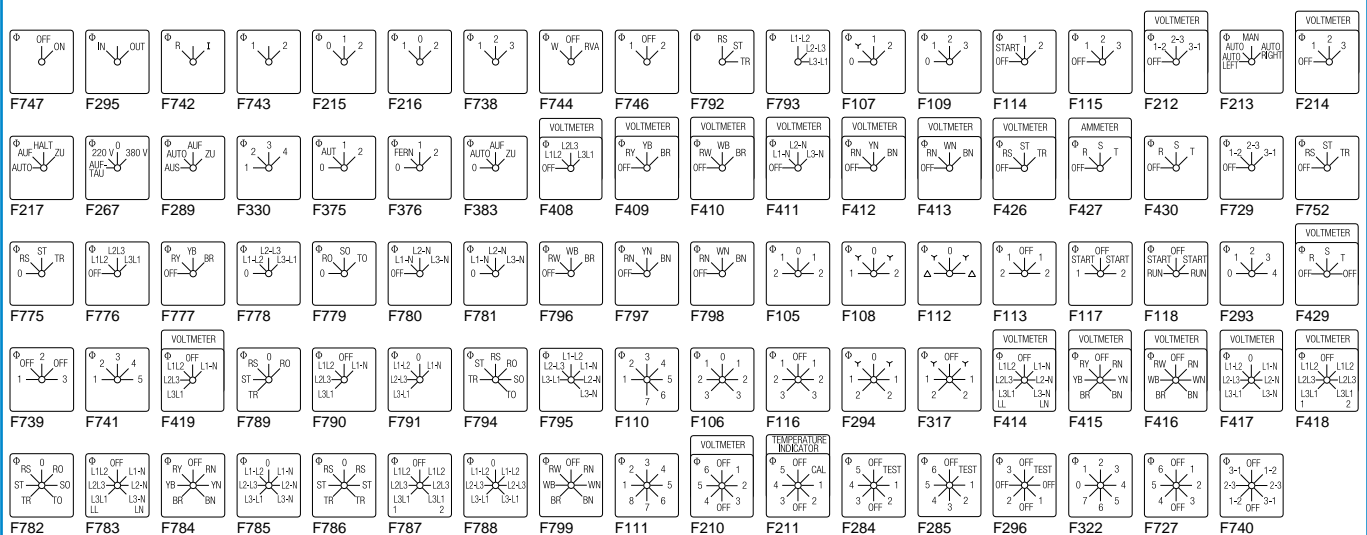 Φ OFF ON
F747
Φ IN OUT
F295
Φ R I
F742
Φ 1 2
F743
Φ 0 1 2
F215
Φ 1 0 2
F216
Φ 1 2 3
F738
Φ W OFF RVA
F744
Φ 1 OFF 2
F746
Φ RS ST TR
F792
Φ L1-L2 L2-L3 L3-L1
F793
Φ 0 Y 1 2
F107
Φ 0 1 2 3
F109
Φ OFF START 1 2
F114
Φ OFF 1 2 3
F115
VOLTMETER
Φ OFF 1-2 2-3 3-1
F212
Φ AUTO LEFT AUTO MAN AUTO RIGHT
F213
VOLTMETER
Φ OFF 1 2 3
F214
Φ AUTO AUF HALT ZU
F217
Φ AUF-TAU 220 V 0 380 V
F267
Φ AUS AUTO AUF ZU
F289
Φ 1 2 3 4
F330
Φ 0 AUT 1 2
F375
Φ 0 FERN 1 2
F376
Φ 0 AUTO AUF ZU
F383
VOLTMETER
Φ OFF L1L2 L2L3 L3L1
F408
VOLTMETER
Φ OFF RY YB BR
F409
VOLTMETER
Φ OFF RW WB BR
F410
VOLTMETER
Φ OFF L1-N L2-N L3-N
F411
VOLTMETER
Φ OFF RN YN BN
F412
VOLTMETER
Φ OFF RN WN BN
F413
VOLTMETER
Φ OFF RS ST TR
F426
AMMETER
Φ OFF R S T
F427
Φ OFF R S T
F430
Φ OFF 1-2 2-3 3-1
F729
Φ OFF RS ST TR
F752
Φ 0 RS ST TR
F775
Φ OFF L1L2 L2L3 L3L1
F776
Φ OFF RY YB BR
F777
Φ 0 L1-L2 L2-L3 L3-L1
F778
Φ 0 RO SO TO
F779
Φ OFF L1-N L2-N L3-N
F780
Φ 0 L1-N L2-N L3-N
F781
Φ OFF RW WB BR
F796
Φ OFF RN YN BN
F797
Φ OFF RN WN BN
F798
Φ 2 1 0 1 2
F105
Φ 1 Y 0 Y 2
F108
Φ △ Y 0 Y △
F112
Φ 2 1 OFF 1 2
F113
Φ 1 START OFF START 2
F117
Φ RUN START OFF START RUN
F118
Φ 0 1 2 3 4
F293
VOLTMETER
Φ OFF R S T OFF
F429
Φ 1 OFF 2 OFF 3
F739
Φ 1 2 3 4 5
F741
VOLTMETER
Φ L3L1 L2L3 L1L2 OFF L1-N
F419
Φ TR ST RS 0 RO
F789
Φ L3L1 L2L3 L1L2 OFF L1-N
F790
Φ L3-L1 L2-L3 L1-L2 0 L1-N
F791
Φ TR ST RS RO SO TO
F794
Φ L3-L1 L2-L3 L1-L2 L1-N L2-N L3-N
F795
Φ 1 2 3 4 5 6 7
F110
Φ 3 2 1 0 1 2 3
F106
Φ 3 2 1 OFF 1 2 3
F116
Φ 2 1 Y 0 Y 1 2
F294
Φ 2 1 Y OFF Y 1 2
F317
VOLTMETER
Φ L3L1 L2L3 L1L2 OFF L1-N L2-N L3-N
LL LN
F414
VOLTMETER
Φ BR YB RY OFF RN YN BN
F415
VOLTMETER
Φ BR WB RW OFF RN WN BN
F416
VOLTMETER
Φ L3-L1 L2-L3 L1-L2 0 L1-N L2-N L3-N
F417
VOLTMETER
Φ L3L1 L2L3 L1L2 OFF L1L2 L2L3 L3L1
1 2
F418
Φ TR ST RS 0 RO SO TO
F782
Φ L3L1 L2L3 L1L2 OFF L1-N L2-N L3-N
LL LN
F783
Φ BR YB RY OFF RN YN BN
F784
Φ L3-L1 L2-L3 L1-L2 0 L1-N L2-N L3-N
F785
Φ TR ST RS 0 RS ST TR
F786
Φ L3L1 L2L3 L1L2 OFF L1L2 L2L3 L3L1
1 2
F787
Φ L3-L1 L2-L3 L1-L2 0 L1-L2 L2-L3 L3-L1
F788
Φ BR WB RW OFF RN WN BN
F799
Φ 1 2 3 4 5 6 7 8
F111
VOLTMETER
Φ 6 OFF 1 2 3 OFF 4 5
F210
TEMPERATURE INDICATOR
Φ 5 OFF CAL 1 2 OFF 3 4
F211
Φ 5 OFF TEST 1 2 OFF 3 4
F284
Φ 6 OFF TEST 1 2 3 4 5
F285
Φ 3 OFF TEST OFF 1 OFF 2 OFF
F296
Φ 0 1 2 3 4 5 6 7
F322
Φ 6 OFF 1 2 3 OFF 4 5
F727
Φ 3-1 OFF 1-2 2-3 3-1 OFF 1-2 2-3
F740